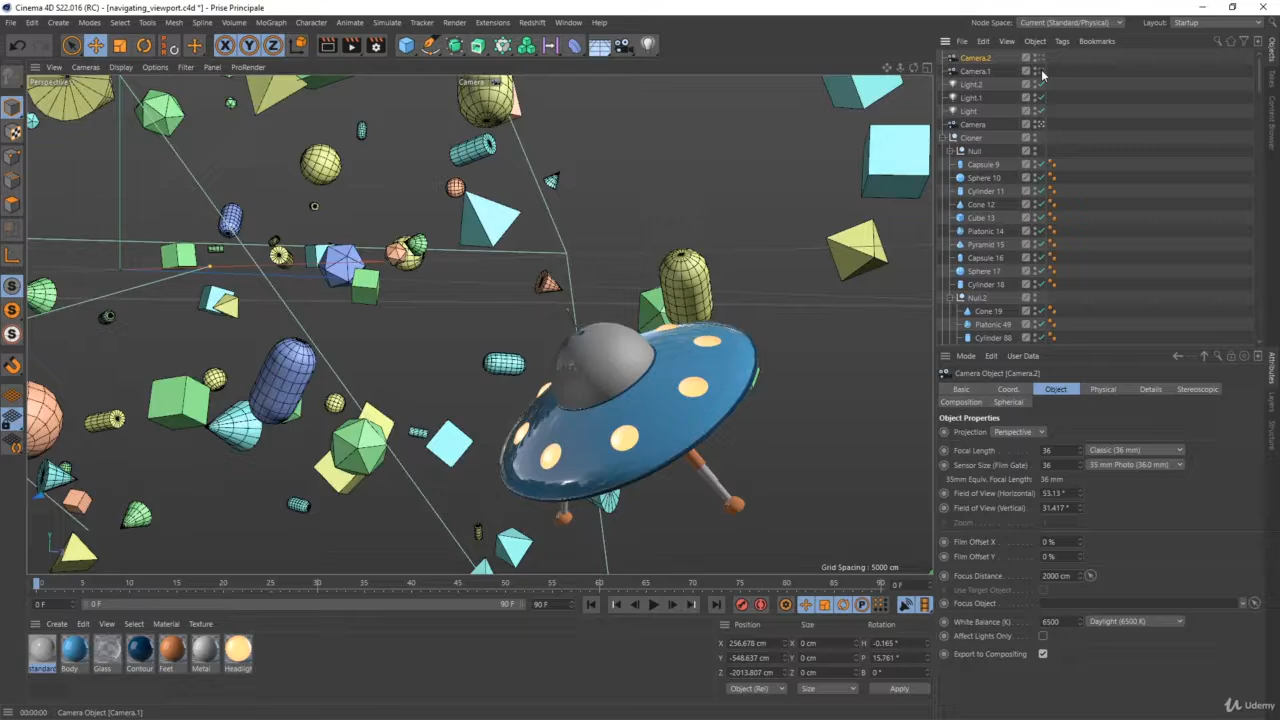 Cinema 4D S22.016 (RC) - [navigating_viewport.c4d *] - Prise Principale
File Edit Create Modes Select Tools Mesh Spline Volume MoGraph Character Animate Simulate Tracker Render Extensions Redshift Window Help
Node Space: Current (Standard/Physical) Layout: Startup
X Y Z
File Edit View Object Tags Bookmarks
View Cameras Display Options Filter Panel ProRender
Perspective Camera
Camera.2
Camera.1
Light.2
Light.1
Light
Camera
Cloner
Null
Capsule 9
Sphere 10
Cylinder 11
Cone 12
Cube 13
Platonic 14
Pyramid 15
Capsule 16
Sphere 17
Cylinder 18
Null.2
Cone 19
Platonic 49
Cylinder 88
Objects
Takes
Content Browser
Mode Edit User Data
Camera Object [Camera.2]
Basic Coord. Object Physical Details Stereoscopic
Composition Spherical
Object Properties
Projection Perspective
Focal Length 36 Classic (36 mm)
Sensor Size (Film Gate) 36 35 mm Photo (36.0 mm)
35mm Equiv. Focal Length: 36 mm
Field of View (Horizontal) 53.13 °
Field of View (Vertical) 31.417 °
Zoom 1
Film Offset X 0 %
Film Offset Y 0 %
Focus Distance 2000 cm
Use Target Object
Focus Object
White Balance (K) 6500 Daylight (6500 K)
Affect Lights Only
Export to Compositing
Attributes
Layers
Structure
Grid Spacing : 5000 cm
0 5 10 15 20 25 30 35 40 45 50 55 60 65 70 75 80 85 90 0 F
0 F 0 F 90 F 90 F
Create Edit View Select Material Texture
standard Body Glass Contour Feet Metal Headligh
Position Size Rotation
X 256.678 cm X 0 cm H -0.165 °
Y -548.637 cm Y 0 cm P 15.761 °
Z -2013.807 cm Z 0 cm B 0 °
Object (Rel) Size Apply
00:00:00 Camera Object [Camera.1]
Udemy